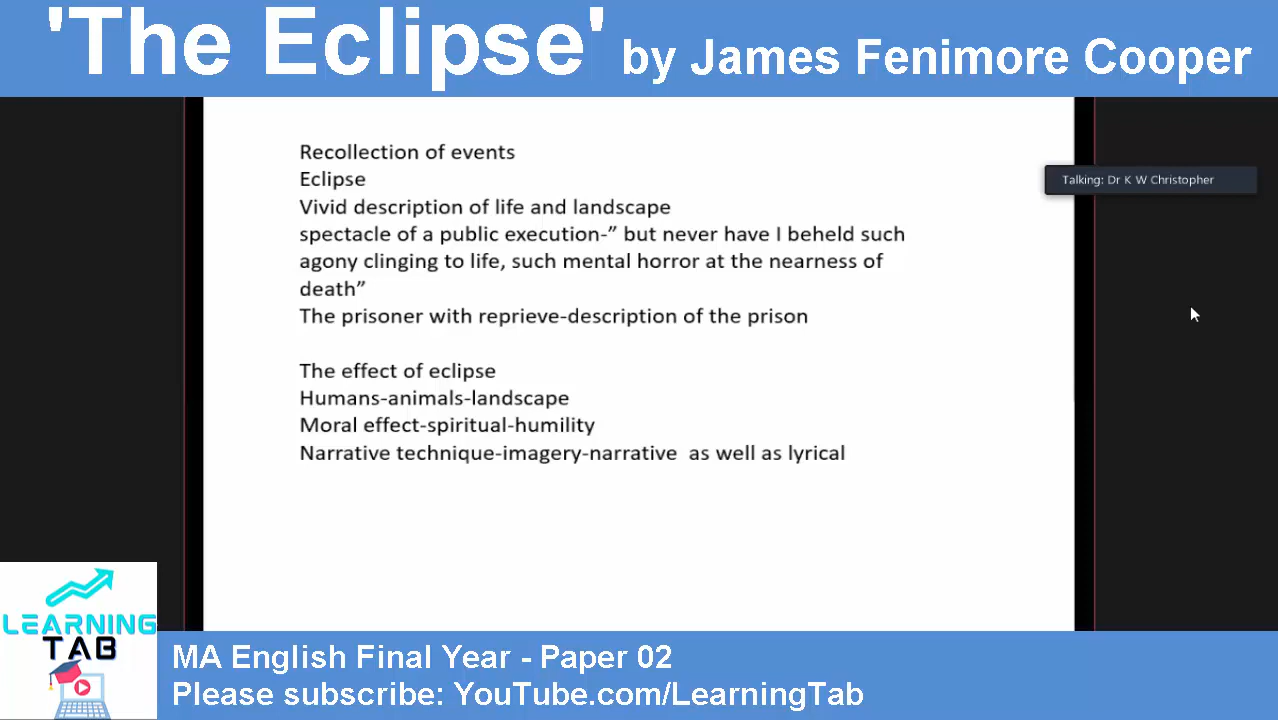 'The Eclipse' by James Fenimore Cooper
Recollection of events
Talking: Dr K W Christopher
Eclipse
Vivid description of life and landscape
spectacle of a public execution-” but never have I beheld such
agony clinging to life, such mental horror at the nearness of
death”
The prisoner with reprieve-description of the prison
The effect of eclipse
Humans-animals-landscape
Moral effect-spiritual-humility
Narrative technique-imagery-narrative  as well as lyrical
LEARNING
TAB
MA English Final Year - Paper 02
Please subscribe: YouTube.com/LearningTab